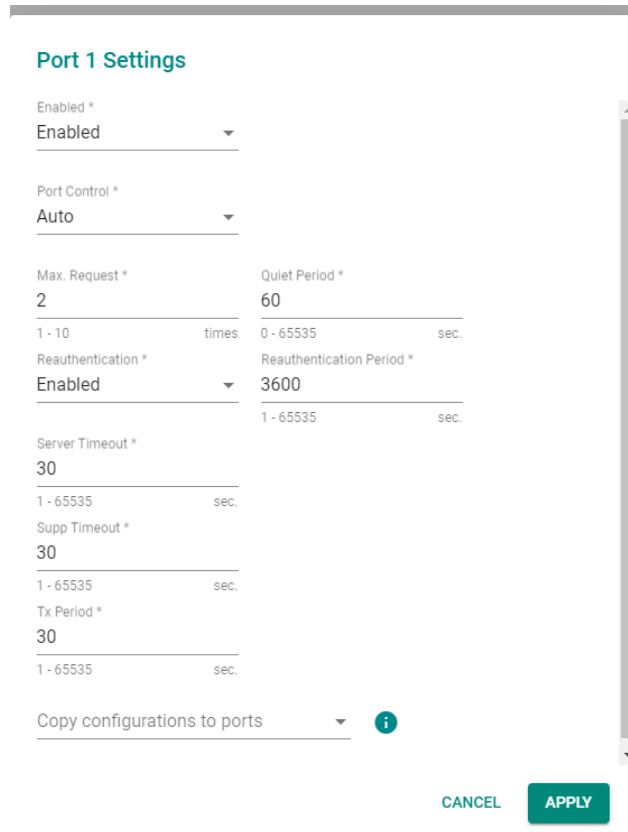 Port 1 Settings
Enabled *
Enabled
Port Control *
Auto
Max. Request * Quiet Period *
2 60
1 - 10 times 0 - 65535 sec.
Reauthentication * Reauthentication Period *
Enabled 3600
1 - 65535 sec.
Server Timeout *
30
1 - 65535 sec.
Supp Timeout *
30
1 - 65535 sec.
Tx Period *
30
1 - 65535 sec.
Copy configurations to ports i
CANCEL APPLY